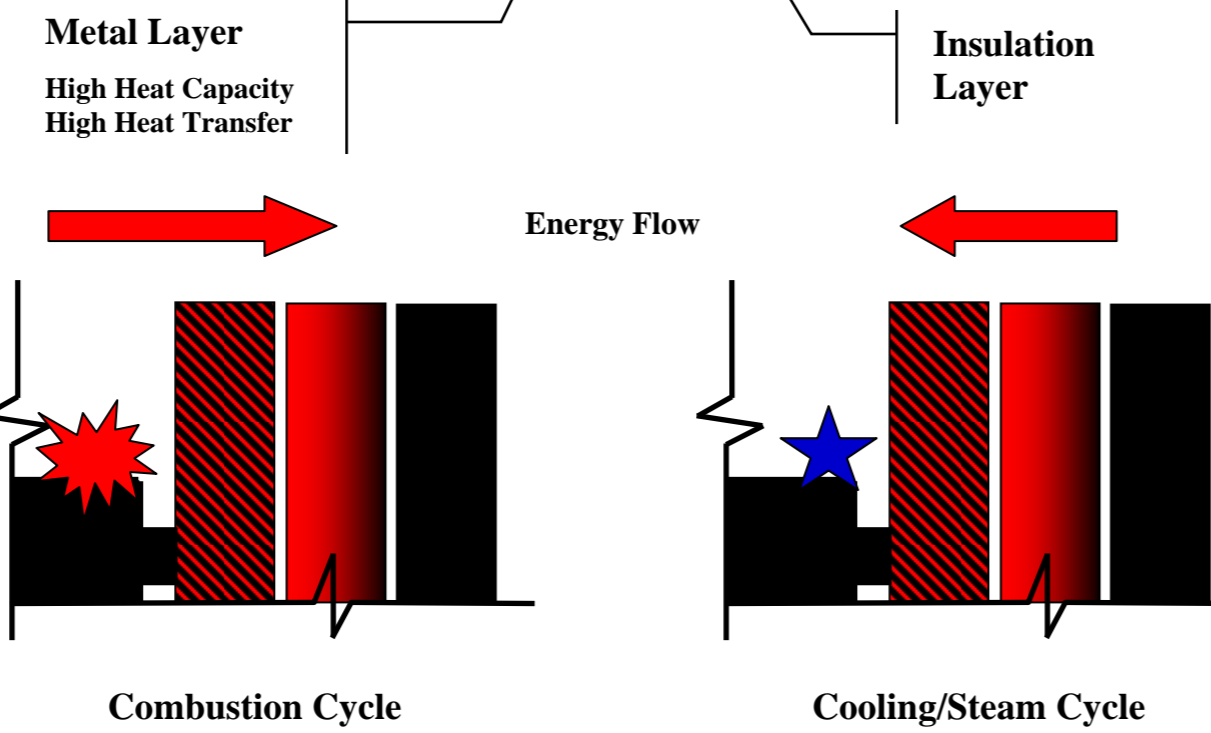 Metal Layer
High Heat Capacity
High Heat Transfer
Insulation
Layer
Energy Flow
Combustion Cycle
Cooling/Steam Cycle